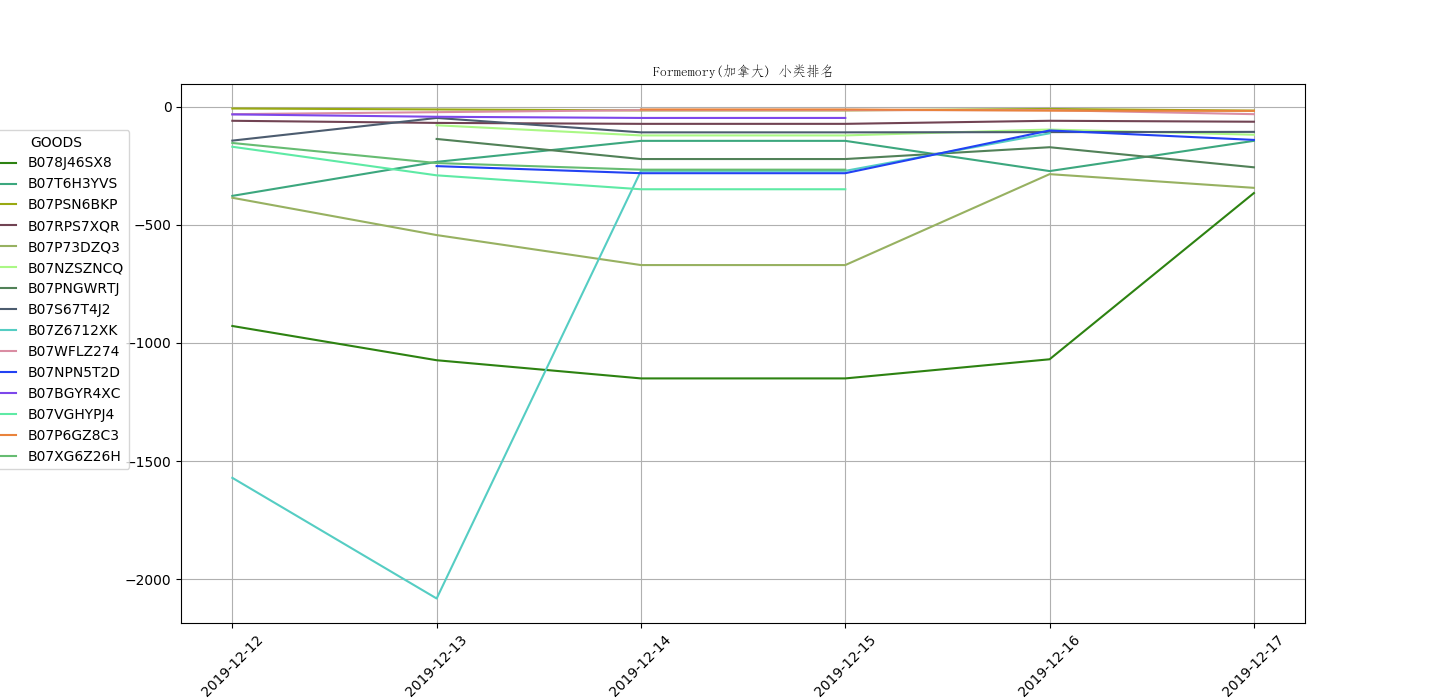 Formemory(加拿大) 小类排名
GOODS
B078J46SX8
B07T6H3YVS
B07PSN6BKP
B07RPS7XQR
B07P73DZQ3
B07NZSZNCQ
B07PNGWRTJ
B07S67T4J2
B07Z6712XK
B07WFLZ274
B07NPN5T2D
B07BGYR4XC
B07VGHYPJ4
B07P6GZ8C3
B07XG6Z26H
0
−500
−1000
−1500
−2000
2019-12-12
2019-12-13
2019-12-14
2019-12-15
2019-12-16
2019-12-17